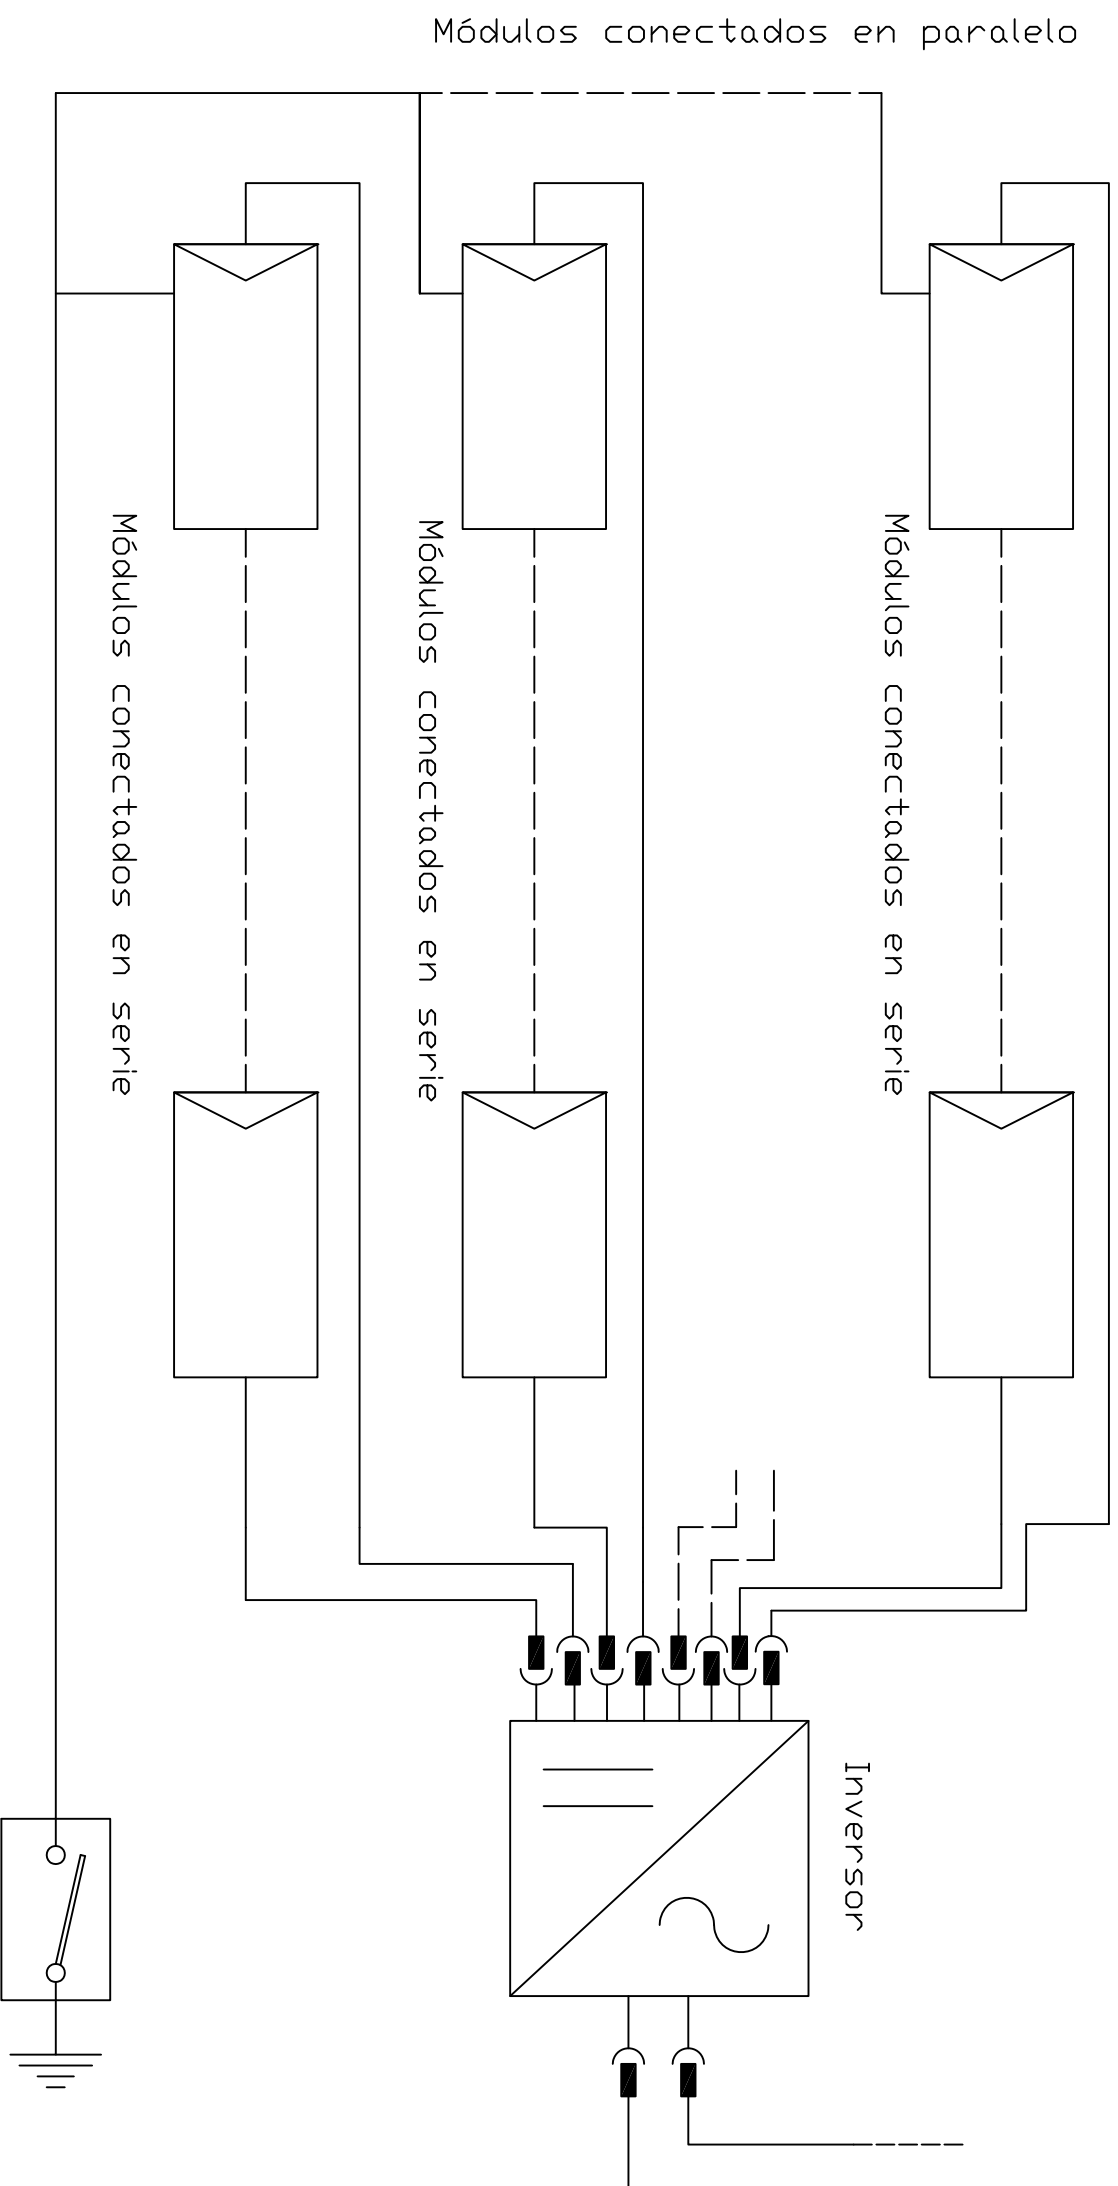 Módulos conectados en paralelo
Módulos conectados en serie
Módulos conectados en serie
Módulos conectados en serie
Inversor